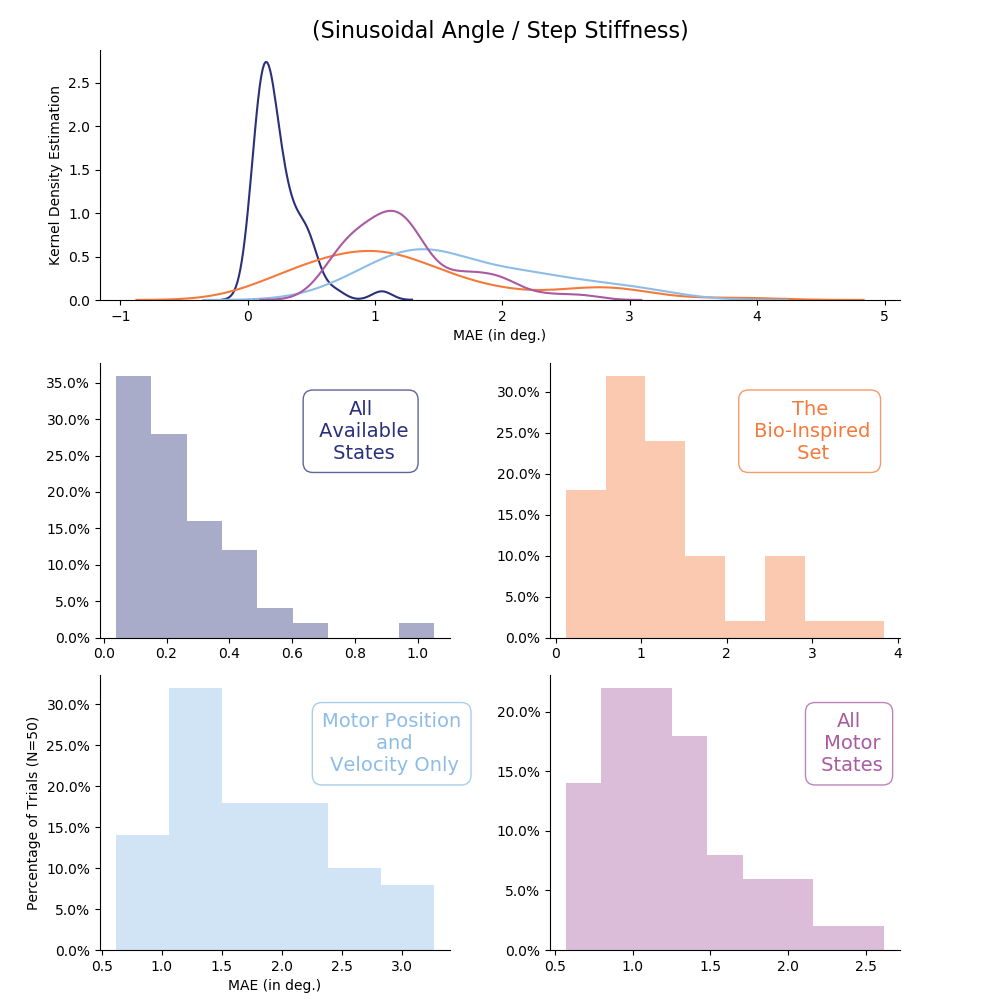 (Sinusoidal Angle / Step Stiffness)
Kernel Density Estimation
2.5
2.0
1.5
1.0
0.5
0.0
−1 0 1 2 3 4 5
MAE (in deg.)
35.0%
30.0%
25.0%
20.0%
15.0%
10.0%
5.0%
0.0%
0.0 0.2 0.4 0.6 0.8 1.0
All
Available
States
30.0%
25.0%
20.0%
15.0%
10.0%
5.0%
0.0%
0 1 2 3 4
The
Bio-Inspired
Set
Percentage of Trials (N=50)
30.0%
25.0%
20.0%
15.0%
10.0%
5.0%
0.0%
0.5 1.0 1.5 2.0 2.5 3.0
MAE (in deg.)
Motor Position
and
Velocity Only
20.0%
15.0%
10.0%
5.0%
0.0%
0.5 1.0 1.5 2.0 2.5
All
Motor
States